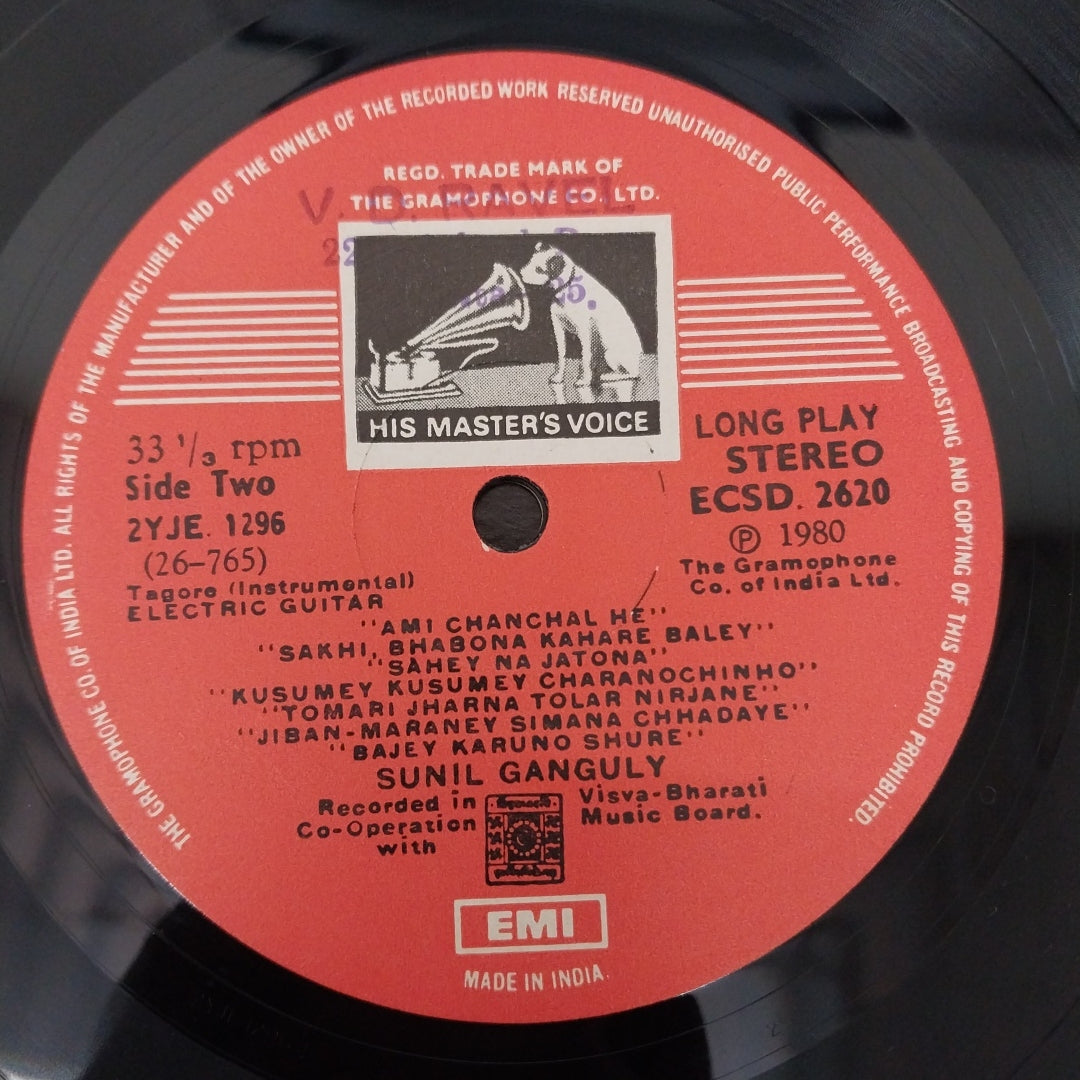 THE GRAMOPHONE CO. OF INDIA LTD. ALL RIGHTS OF THE MANUFACTURER AND OF THE OWNER OF THE RECORDED WORK RESERVED UNAUTHORISED PUBLIC PERFORMANCE BROADCASTING AND COPYING OF THIS RECORD PROHIBITED.
REGD. TRADE MARK OF
THE GRAMOPHONE CO. LTD.
HIS MASTER'S VOICE
33 1/3 rpm
Side Two
2YJE. 1296
(26-765)
LONG PLAY
STEREO
ECSD. 2620
Ⓟ 1980
The Gramophone
Co. of India Ltd.
Tagore (Instrumental)
ELECTRIC GUITAR
"AMI CHANCHAL HE"
"SAKHI, BHABONA KAHARE BALEY"
"SAHEY NA JATONA"
"KUSUMEY KUSUMEY CHARANOCHINHO"
"TOMARI JHARNA TOLAR NIRJANE"
"JIBAN-MARANEY SIMANA CHHADAYE"
"BAJEY KARUNO SHURE"
SUNIL GANGULY
Recorded in
Co-Operation
with
Visva-Bharati
Music Board.
EMI
MADE IN INDIA